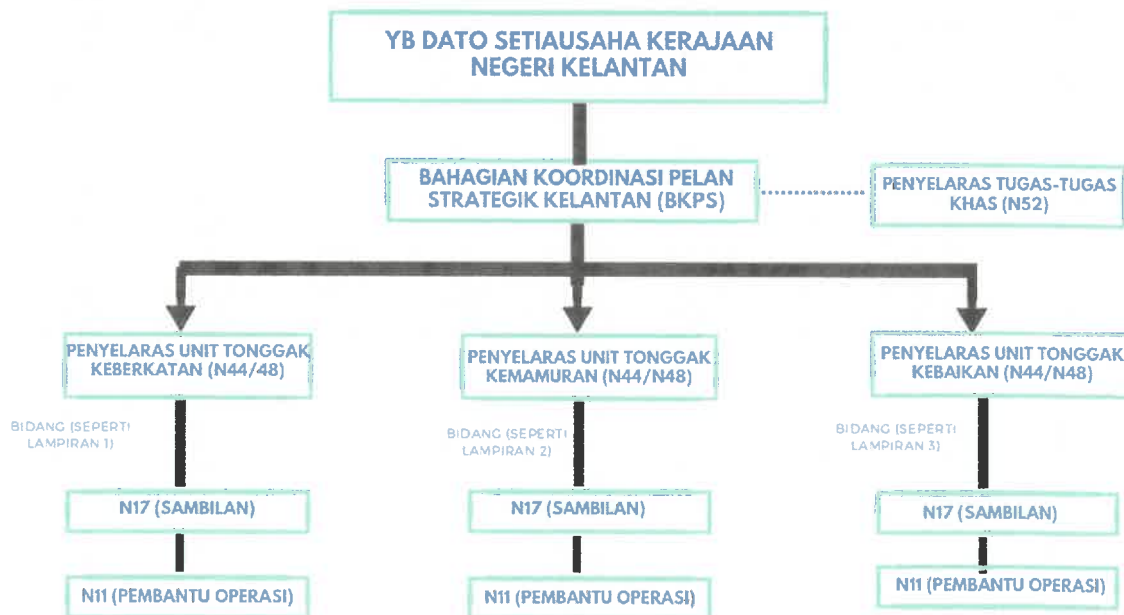 YB DATO SETIAUSAHA KERAJAAN
NEGERI KELANTAN
BAHAGIAN KOORDINASI PELAN
STRATEGIK KELANTAN (BKPS)
PENYELARAS TUGAS-TUGAS
KHAS (N52)
PENYELARAS UNIT TONGGAK
KEBERKATAN (N44/48)
PENYELARAS UNIT TONGGAK
KEMAMURAN (N44/N48)
PENYELARAS UNIT TONGGAK
KEBAIKAN (N44/N48)
BIDANG (SEPERTI
LAMPIRAN 1)
BIDANG (SEPERTI
LAMPIRAN 2)
BIDANG (SEPERTI
LAMPIRAN 3)
N17 (SAMBILAN)
N17 (SAMBILAN)
N17 (SAMBILAN)
N11 (PEMBANTU OPERASI)
N11 (PEMBANTU OPERASI)
N11 (PEMBANTU OPERASI)